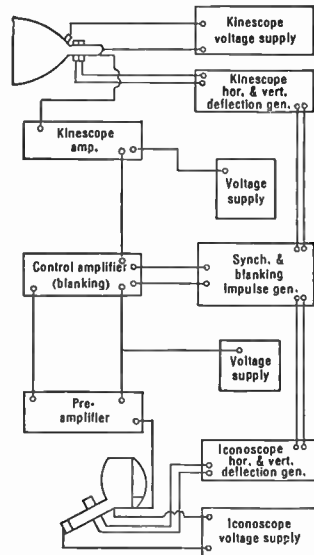 Kinescope
voltage supply
Kinescope
hor. & vert.
deflection gen.
Kinescope
amp.
Voltage
supply
Control amplifier
(blanking)
Synch. &
blanking
impulse gen.
Voltage
supply
Pre-
amplifier
Iconoscope
hor. & vert.
deflection gen.
Iconoscope
voltage supply